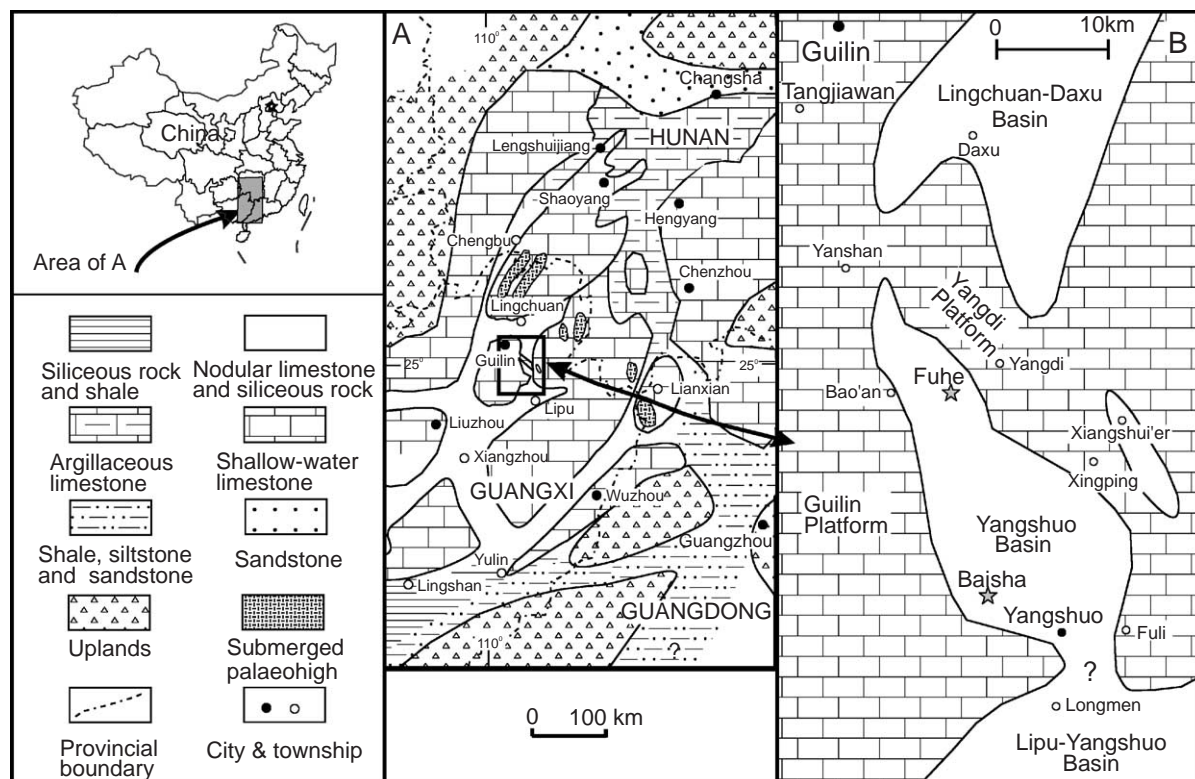 China
Area of A
Siliceous rock
and shale
Nodular limestone
and siliceous rock
Argillaceous
limestone
Shallow-water
limestone
Shale, siltstone
and sandstone
Sandstone
Uplands
Submerged
palaeohigh
Provincial
boundary
City & township
A
110°
Changsha
HUNAN
Lengshuijiang
Shaoyang
Hengyang
Chengbu
Chenzhou
Lingchuan
25°
25°
Guilin
Lianxian
Lipu
Liuzhou
Xiangzhou
GUANGXI
Wuzhou
Guangzhou
Yulin
Lingshan
GUANGDONG
110°
?
0 100 km
0 10km
B
Guilin
Tangjiawan
Lingchuan-Daxu
Basin
Daxu
Yanshan
Yangdi
Platform
Yangdi
Fuhe
Bao'an
Xiangshui'er
Xingping
Guilin
Platform
Yangshuo
Basin
Baisha
Yangshuo
Fuli
?
Longmen
Lipu-Yangshuo
Basin